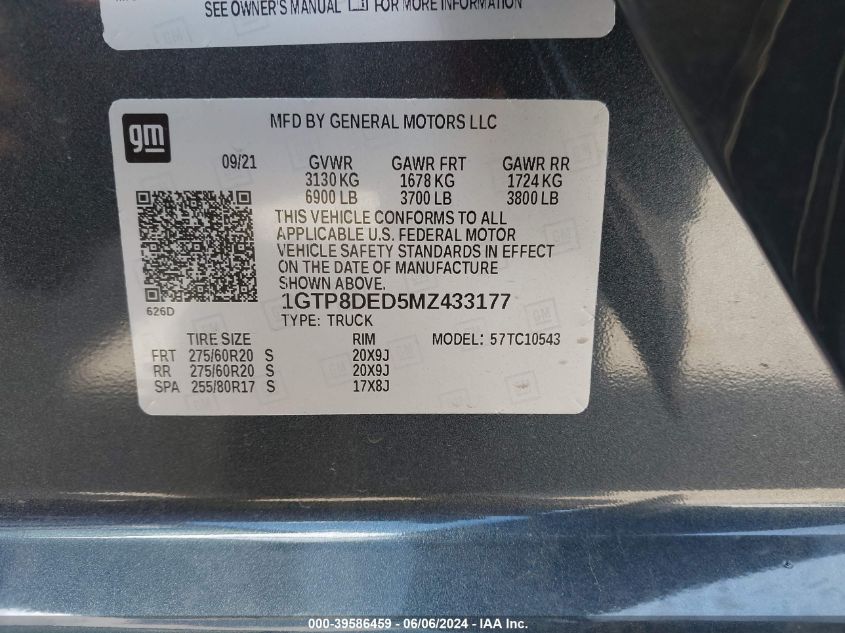 SEE OWNER'S MANUAL FOR MORE INFORMATION
gm
MFD BY GENERAL MOTORS LLC
09/21 GVWR GAWR FRT GAWR RR
3130 KG 1678 KG 1724 KG
6900 LB 3700 LB 3800 LB
THIS VEHICLE CONFORMS TO ALL
APPLICABLE U.S. FEDERAL MOTOR
VEHICLE SAFETY STANDARDS IN EFFECT
ON THE DATE OF MANUFACTURE
SHOWN ABOVE.
626D
1GTP8DED5MZ433177
TYPE: TRUCK
TIRE SIZE RIM MODEL: 57TC10543
FRT 275/60R20 S 20X9J
RR 275/60R20 S 20X9J
SPA 255/80R17 S 17X8J
000-39586459 - 06/06/2024 - IAA Inc.